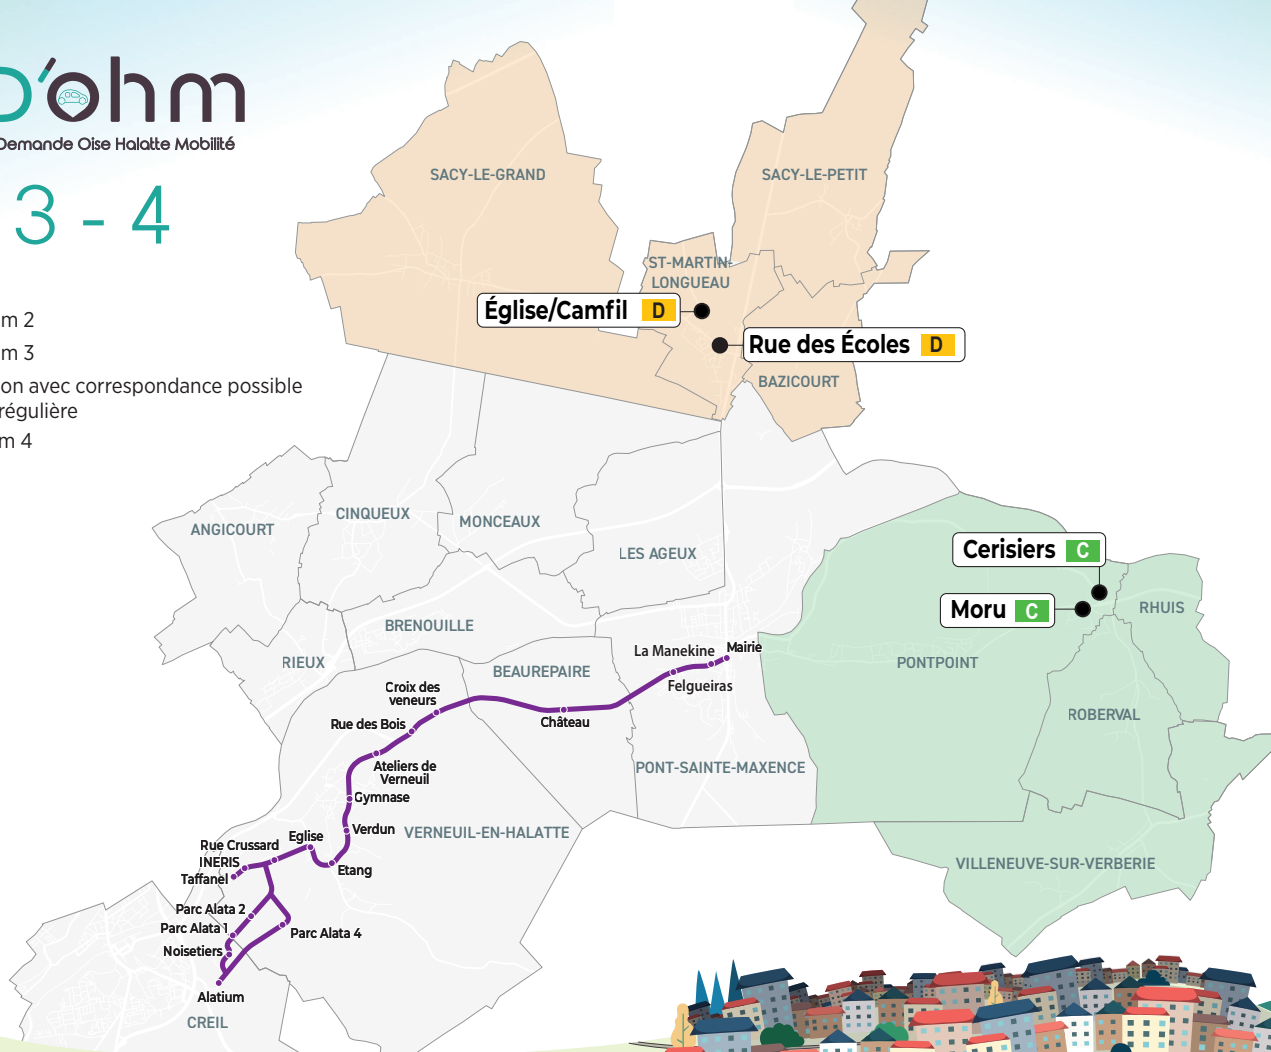 D'ohm
Demande Oise Halatte Mobilité
3 - 4
m 2
m 3
on avec correspondance possible
régulière
m 4
SACY-LE-GRAND
SACY-LE-PETIT
ST-MARTIN-
LONGUEAU
Église/Camfil D
Rue des Écoles D
BAZICOURT
ANGICOURT
CINQUEUX
MONCEAUX
LES AGEUX
Cerisiers C
Moru C
RHUIS
BRENOUILLE
RIEUX
BEAUREPAIRE
La Manekine
Mairie
Felgueiras
PONTPOINT
ROBERVAL
Croix des
veneurs
Rue des Bois
Château
Ateliers de
Verneuil
PONT-SAINTE-MAXENCE
Gymnase
Verdun
VERNEUIL-EN-HALATTE
Eglise
Rue Crussard
INERIS
Taffanel
Etang
VILLENEUVE-SUR-VERBERIE
Parc Alata 2
Parc Alata 1
Parc Alata 4
Noisetiers
Alatium
CREIL